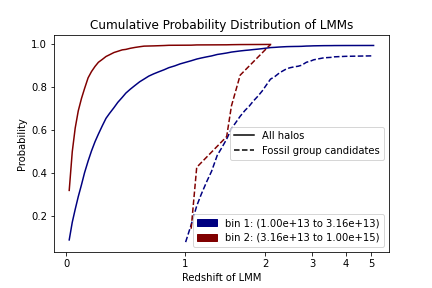 Cumulative Probability Distribution of LMMs
Probability
1.0
0.8
0.6
0.4
0.2
All halos
Fossil group candidates
bin 1: (1.00e+13 to 3.16e+13)
bin 2: (3.16e+13 to 1.00e+15)
0 1 2 3 4 5
Redshift of LMM